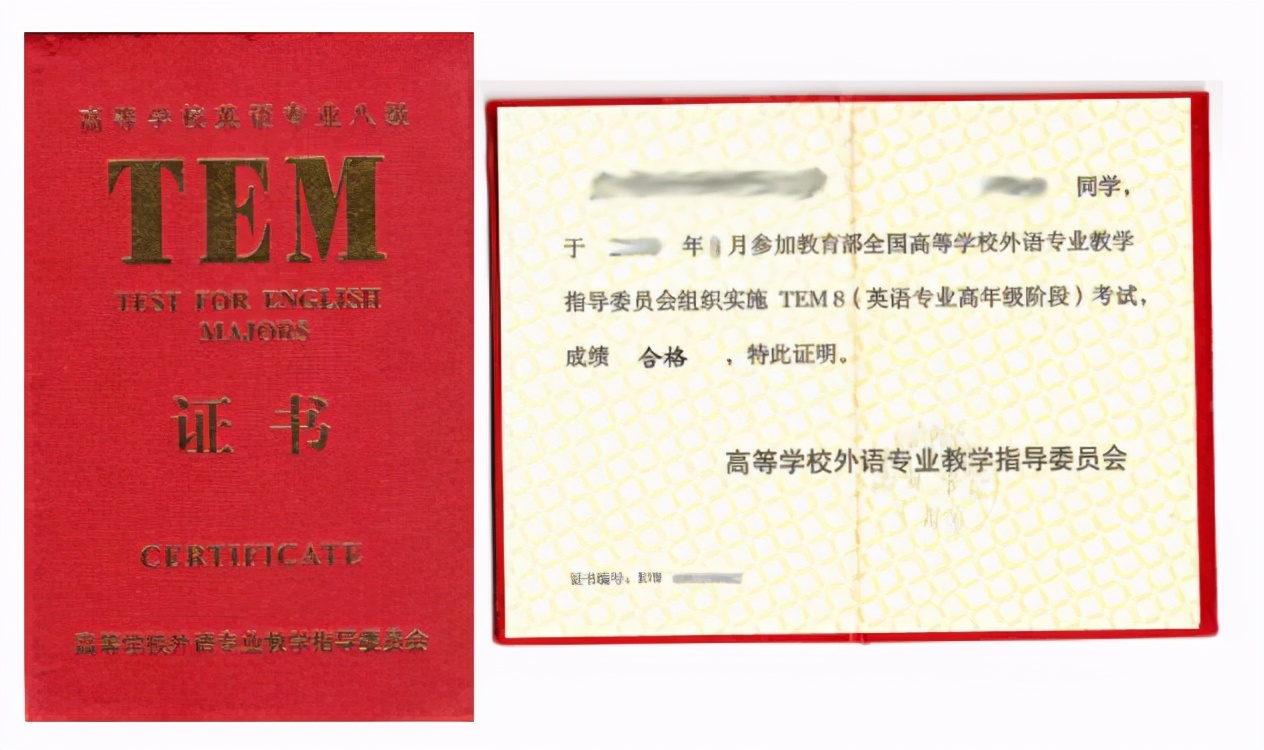 高等学校英语专业八级
TEM
TEST FOR ENGLISH
MAJORS
证书
CERTIFICATE
高等学校外语专业教学指导委员会
同学，
于 年 月参加教育部全国高等学校外语专业教学
指导委员会组织实施 TEM 8（英语专业高年级阶段）考试，
成绩 合格 ，特此证明。
高等学校外语专业教学指导委员会
证书编号：